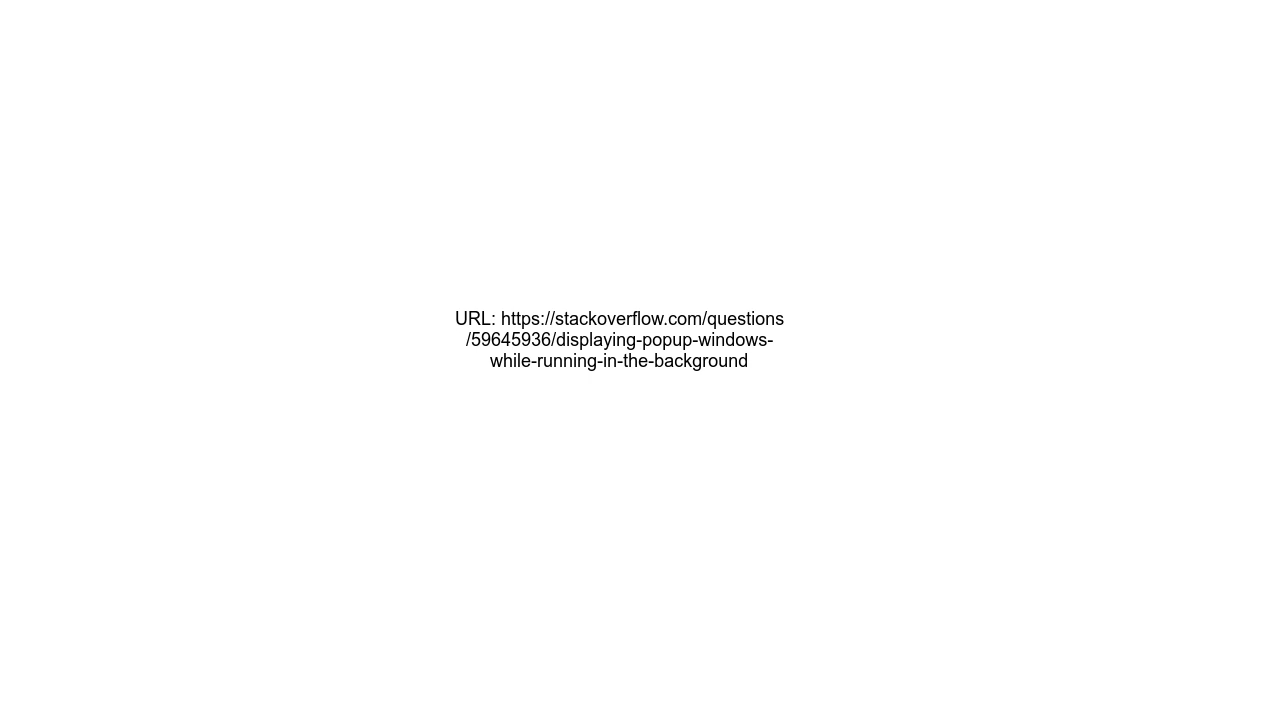 URL: https://stackoverflow.com/questions
/59645936/displaying-popup-windows-
while-running-in-the-background